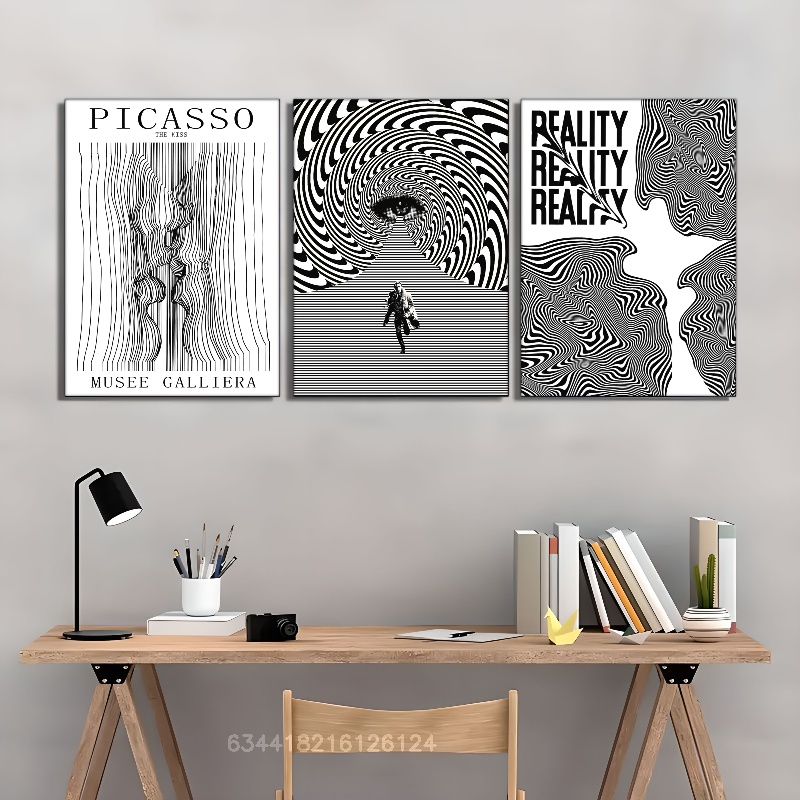 PICASSO
THE KISS
MUSEE GALLIERA
REALITY
REALITY
REALITY
634418216126124